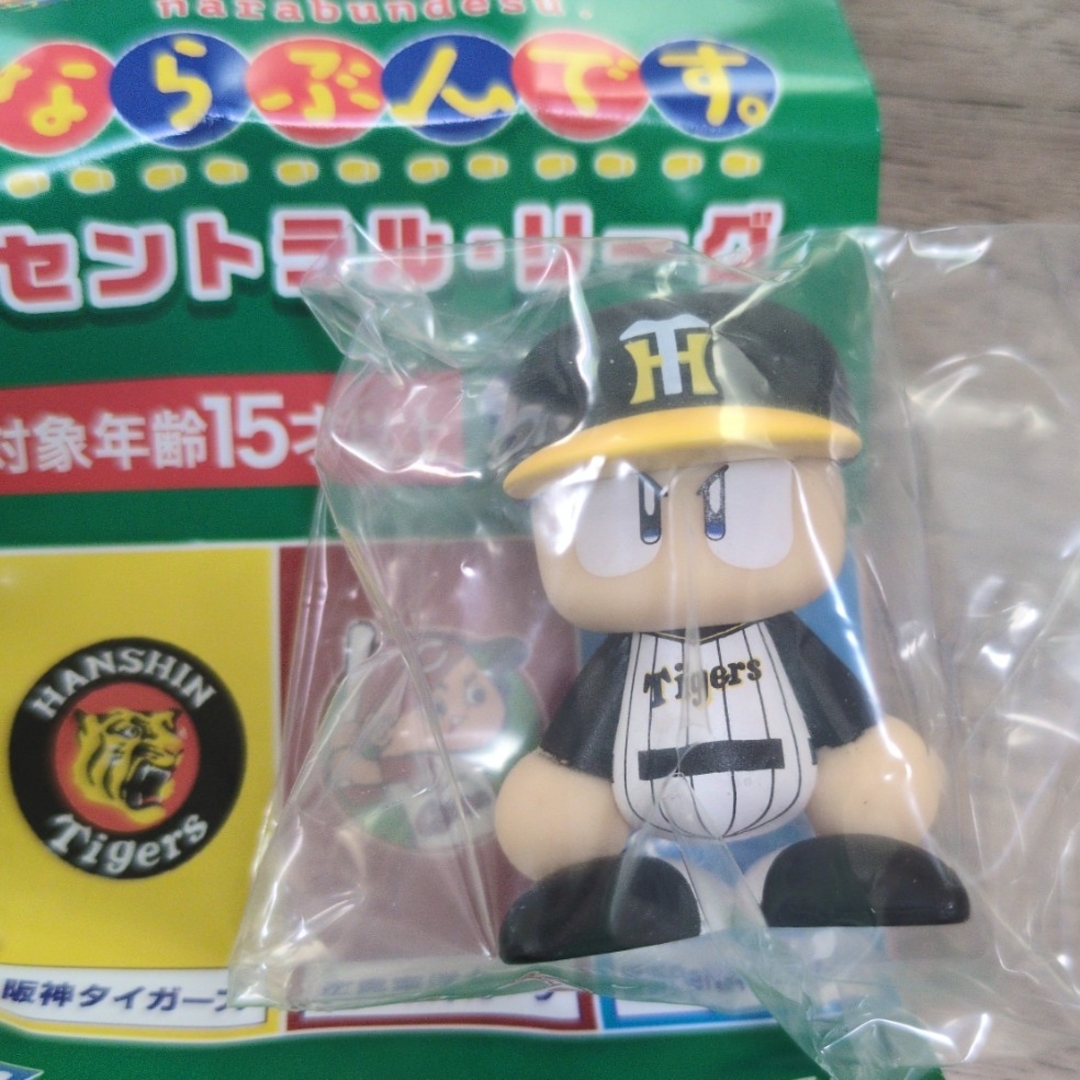 narabundesu.
ならぶんです。
セントラル・リーグ
対象年齢15才
TH
Tigers
HANSHIN
Tigers
阪神タイガース